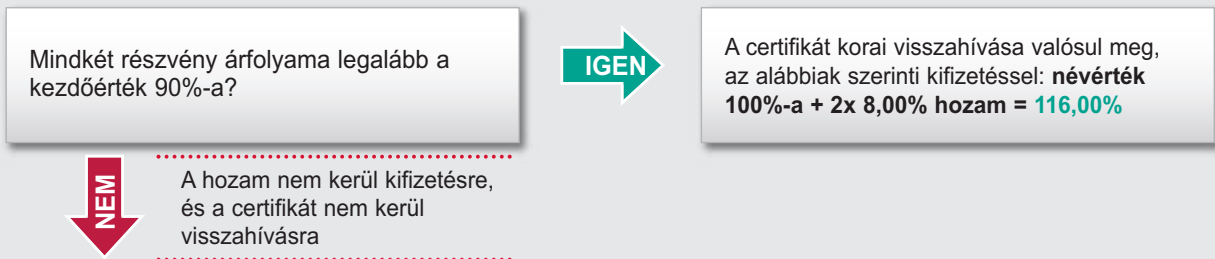 Mindkét részvény árfolyama legalább a
kezdőérték 90%-a?
IGEN
A certifikát korai visszahívása valósul meg,
az alábbiak szerinti kifizetéssel: névérték
100%-a + 2x 8,00% hozam = 116,00%
NEM
A hozam nem kerül kifizetésre,
és a certifikát nem kerül
visszahívásra